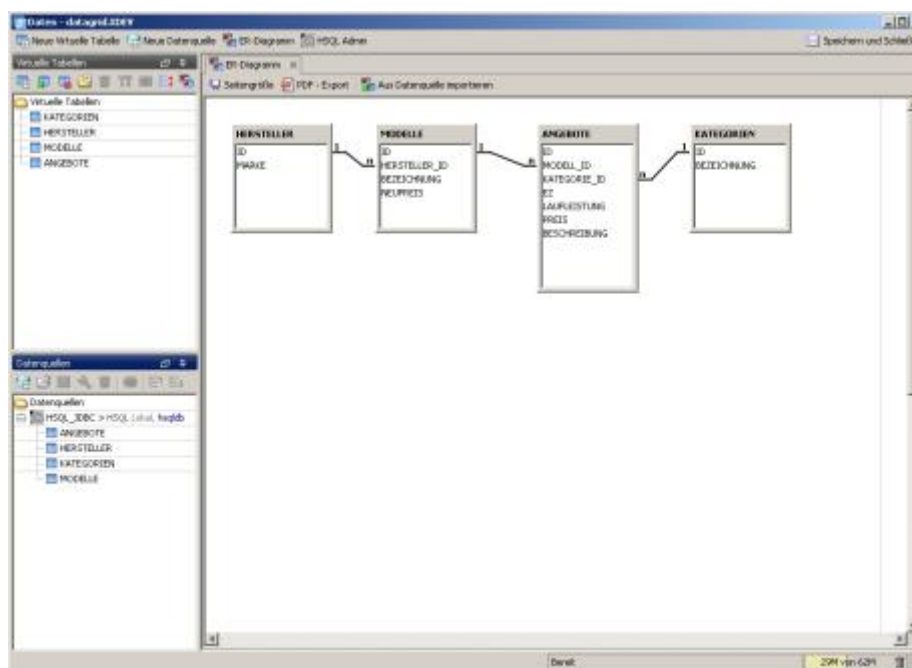 Daten - datagrid.XDEV
Neue Virtuelle Tabelle Neue Datenquelle ER-Diagramm HSQL Admin
Speichern und Schließ
Virtuelle Tabellen
ER-Diagramm
Seitengröße PDF - Export Aus Datenquelle importieren
Virtuelle Tabellen
KATEGORIEN
HERSTELLER
MODELLE
ANGEBOTE
HERSTELLER
ID
MARKE
1
n
MODELLE
ID
HERSTELLER_ID
BEZEICHNUNG
NEUPREIS
1
n
ANGEBOTE
ID
MODELL_ID
KATEGORIE_ID
EZ
LAUFLEISTUNG
PREIS
BESCHREIBUNG
n
1
KATEGORIEN
ID
BEZEICHNUNG
Datenquellen
Datenquellen
HSQL_JDBC > HSQL Lokal, hsqldb
ANGEBOTE
HERSTELLER
KATEGORIEN
MODELLE
Bereit
29M von 62M